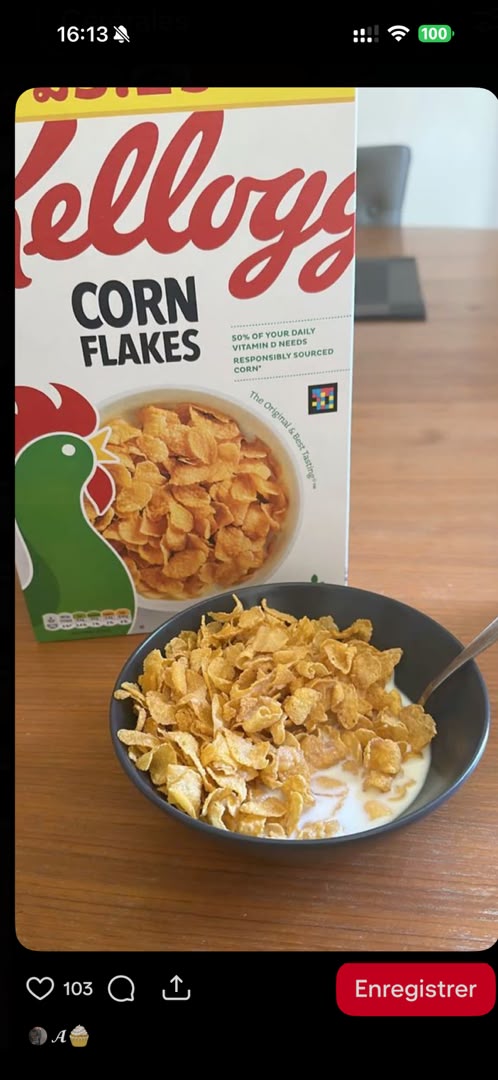 16:13
100
Kellogg
CORN
FLAKES
50% OF YOUR DAILY
VITAMIN D NEEDS
RESPONSIBLY SOURCED
CORN*
The Original & Best Tasting*™
103
Enregistrer
A🧁